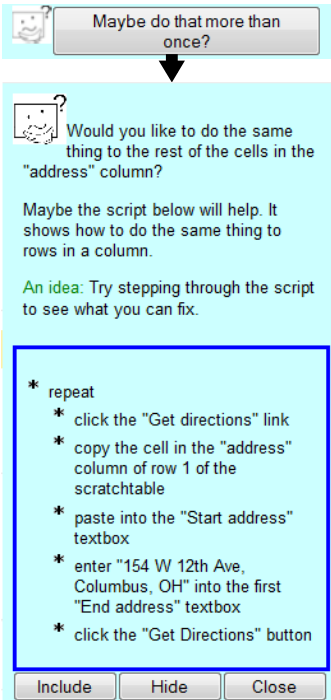 Maybe do that more than
once?
?
?
Would you like to do the same
thing to the rest of the cells in the
"address" column?
Maybe the script below will help. It
shows how to do the same thing to
rows in a column.
An idea: Try stepping through the script
to see what you can fix.
* repeat
* click the "Get directions" link
* copy the cell in the "address"
column of row 1 of the
scratchtable
* paste into the "Start address"
textbox
* enter "154 W 12th Ave,
Columbus, OH" into the first
"End address" textbox
* click the "Get Directions" button
Include Hide Close